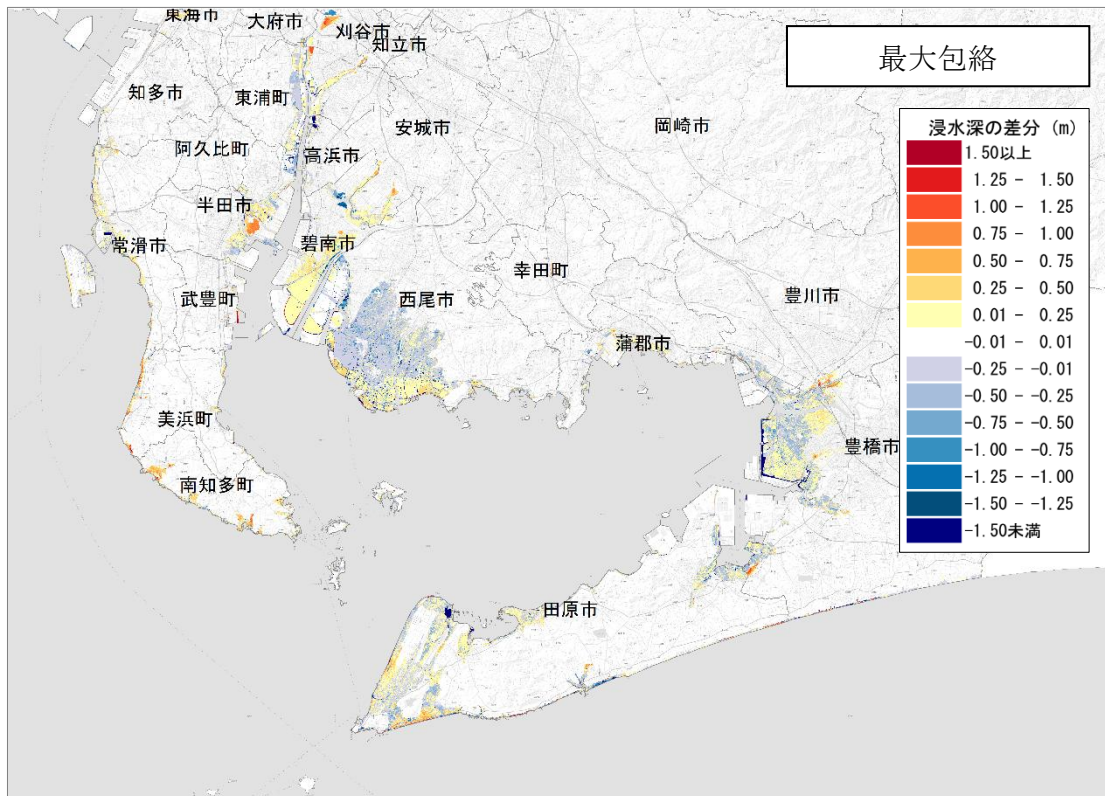 東海市
大府市
刈谷市
知立市
最大包絡
知多市
東浦町
安城市
岡崎市
阿久比町
高浜市
半田市
碧南市
常滑市
幸田町
豊川市
武豊町
西尾市
蒲郡市
美浜町
豊橋市
南知多町
田原市
浸水深の差分 (m)
1.50以上
1.25 - 1.50
1.00 - 1.25
0.75 - 1.00
0.50 - 0.75
0.25 - 0.50
0.01 - 0.25
-0.01 - 0.01
-0.25 - -0.01
-0.50 - -0.25
-0.75 - -0.50
-1.00 - -0.75
-1.25 - -1.00
-1.50 - -1.25
-1.50未満